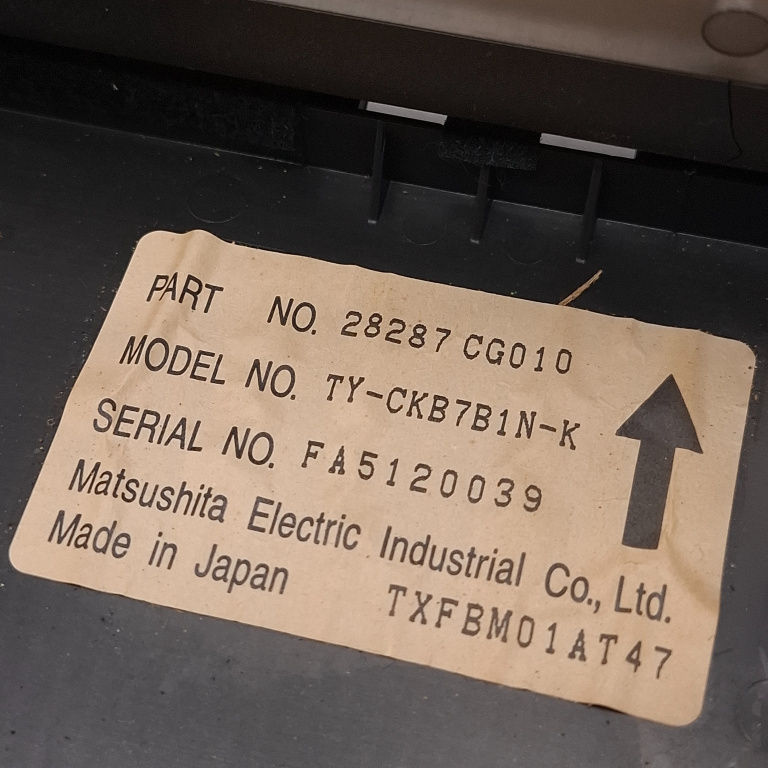 PART NO. 28287 CG010
MODEL NO. TY-CKB7B1N-K
SERIAL NO. FA5120039
Matsushita Electric Industrial Co., Ltd.
Made in Japan TXFBM01AT47